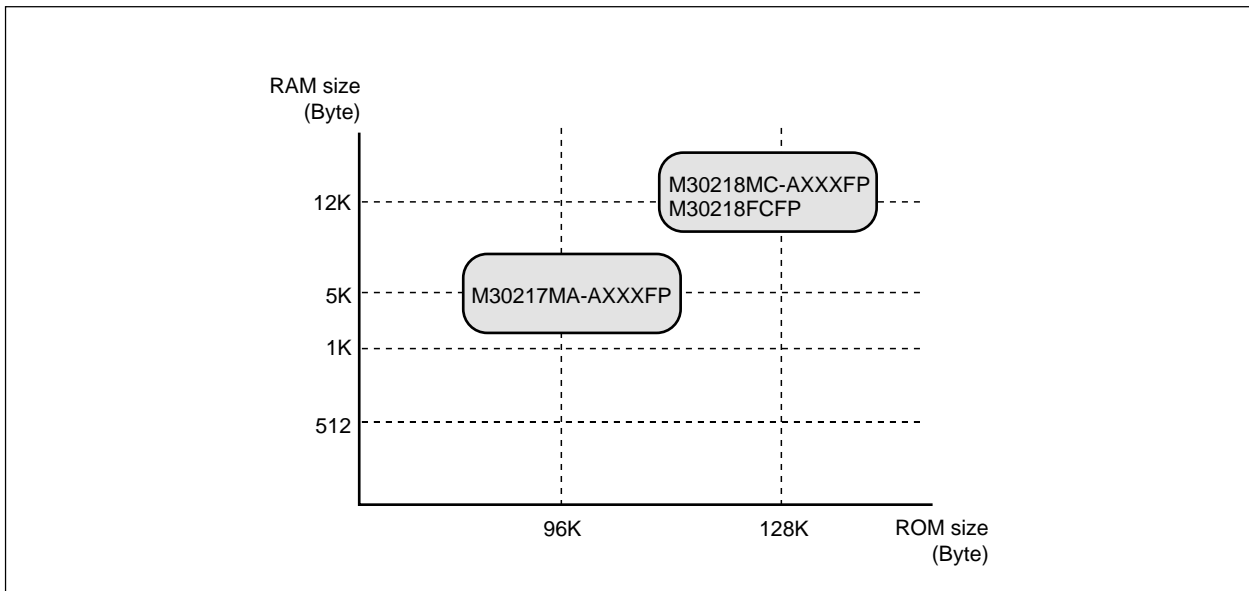 RAM size
(Byte)
M30218MC-AXXXFP
M30218FCFP
12K
M30217MA-AXXXFP
5K
1K
512
96K
128K
ROM size
(Byte)